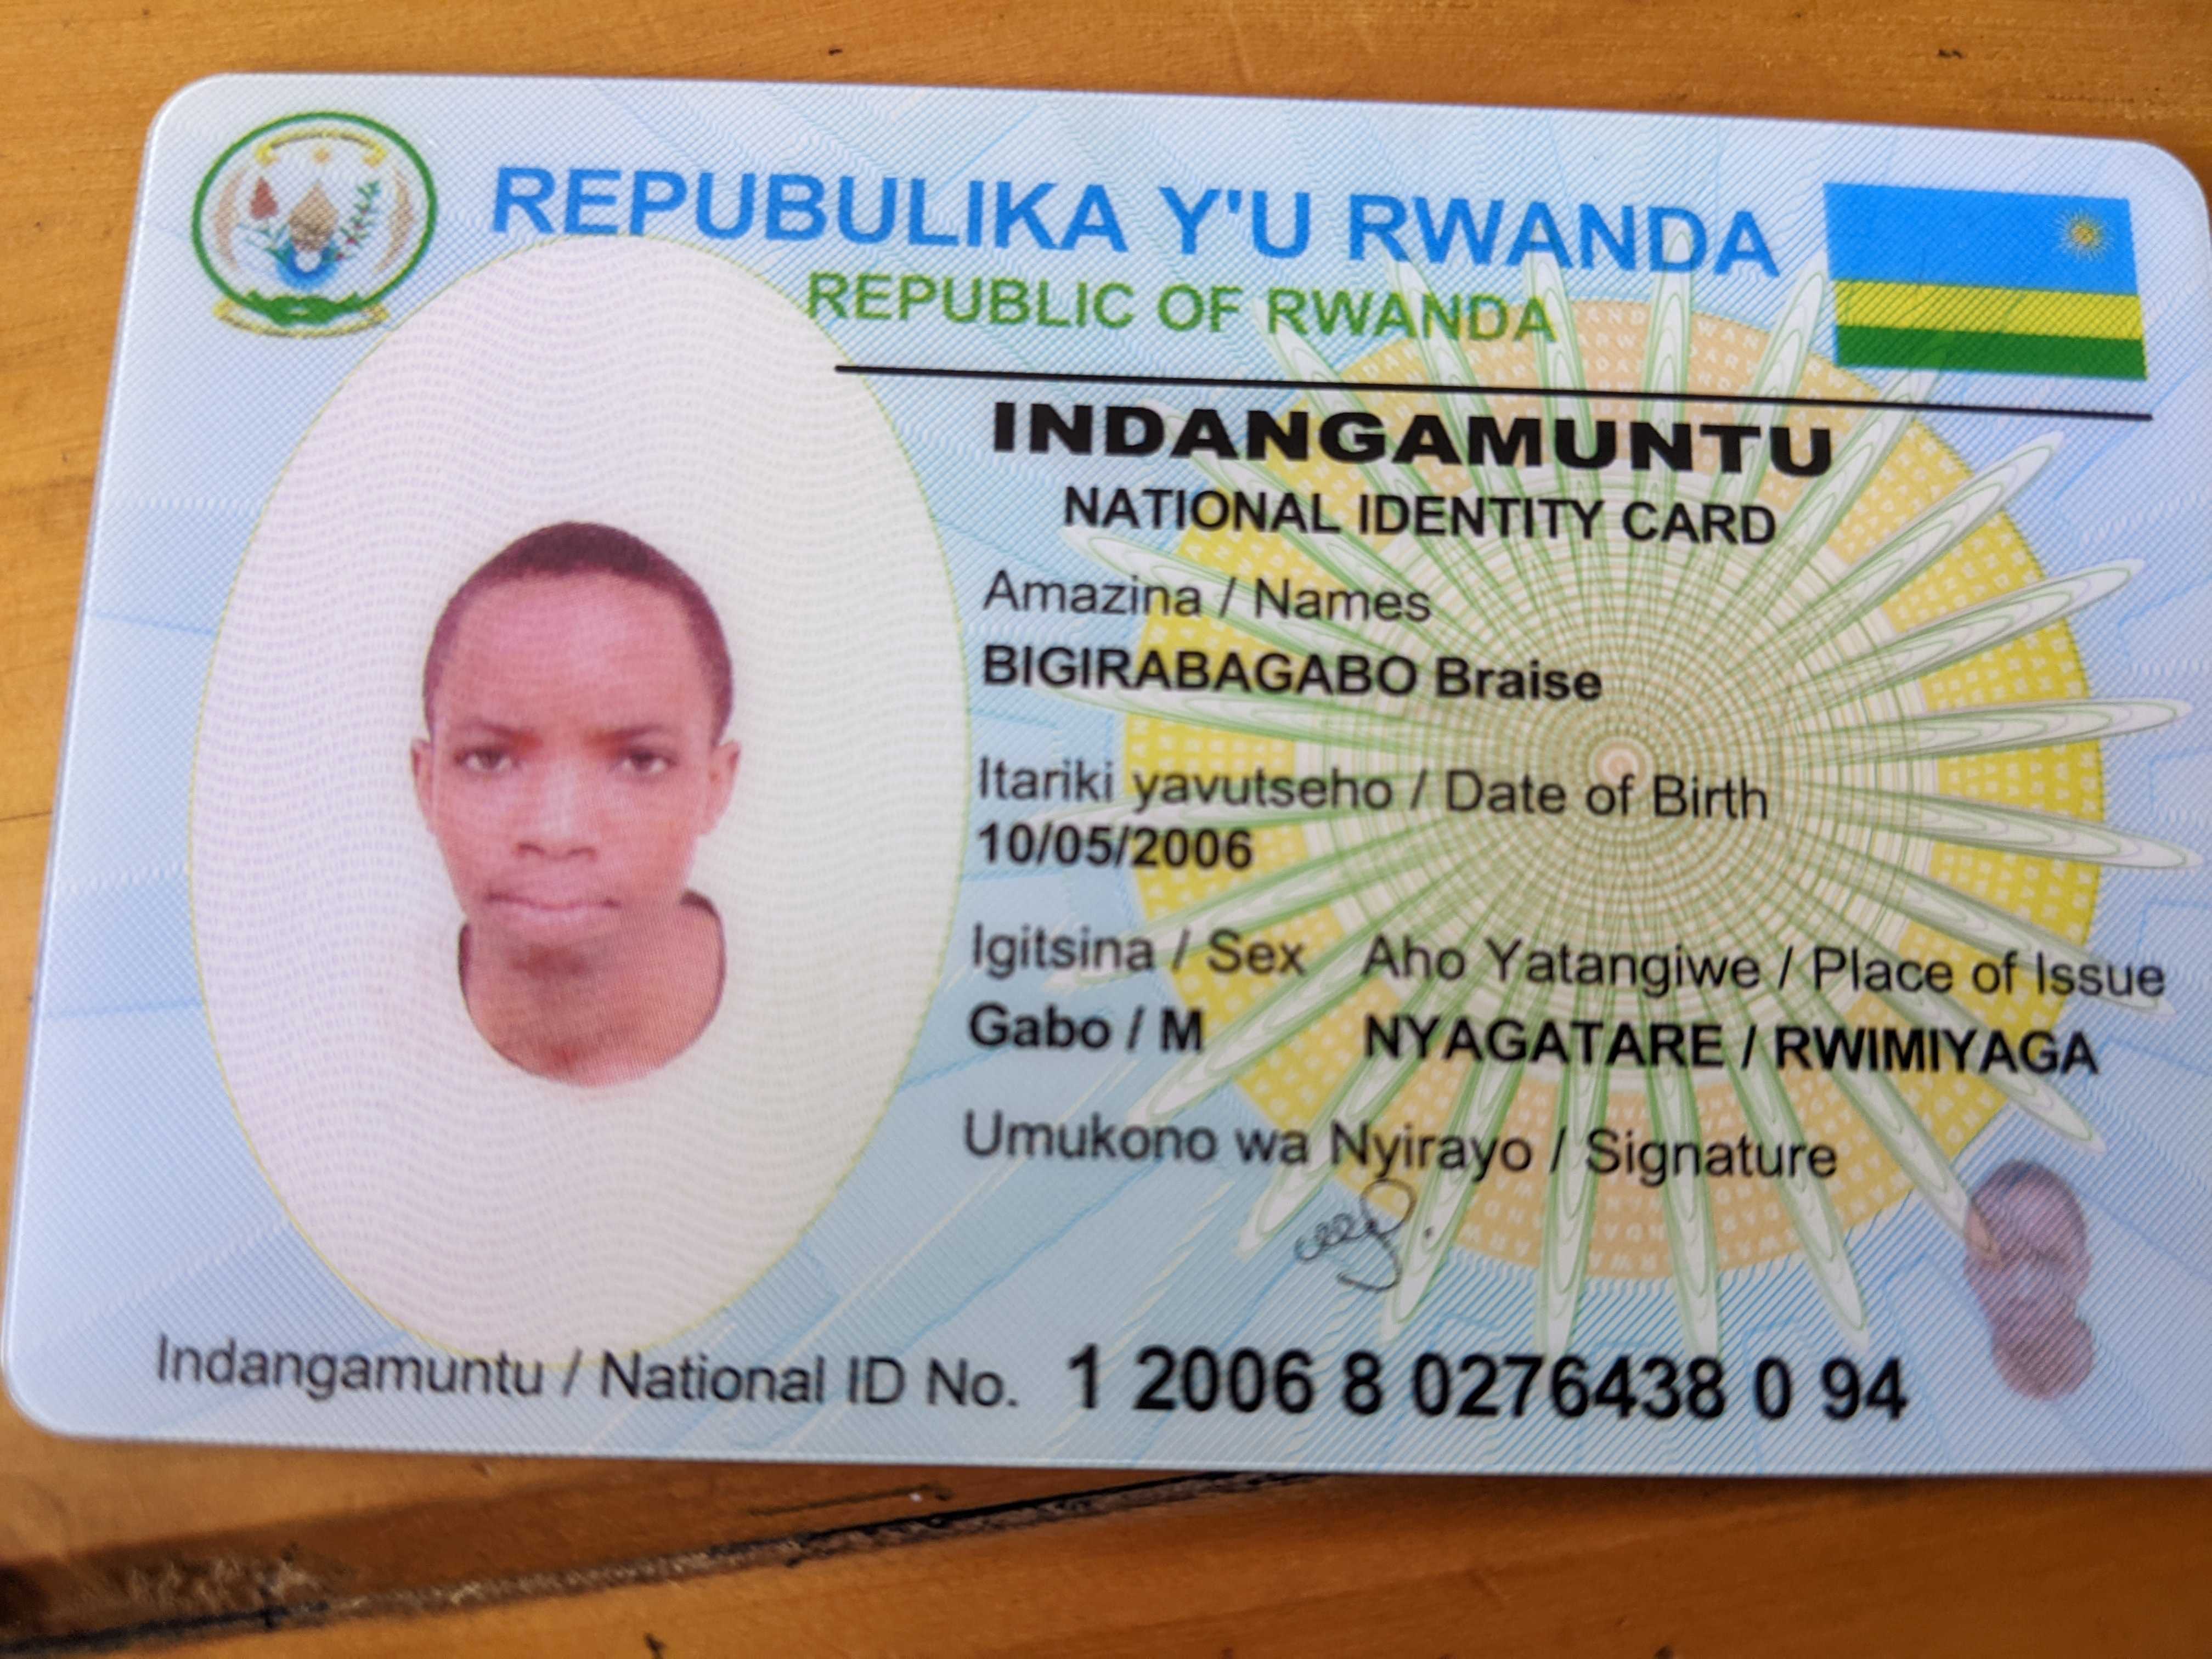 REPUBULIKA Y'U RWANDA
REPUBLIC OF RWANDA
INDANGAMUNTU
NATIONAL IDENTITY CARD
Amazina / Names
BIGIRABAGABO Braise
Itariki yavutseho / Date of Birth
10/05/2006
Igitsina / Sex Aho Yatangiwe / Place of Issue
Gabo / M NYAGATARE / RWIMIYAGA
Umukono wa Nyirayo / Signature
Indangamuntu / National ID No. 1 2006 8 0276438 0 94